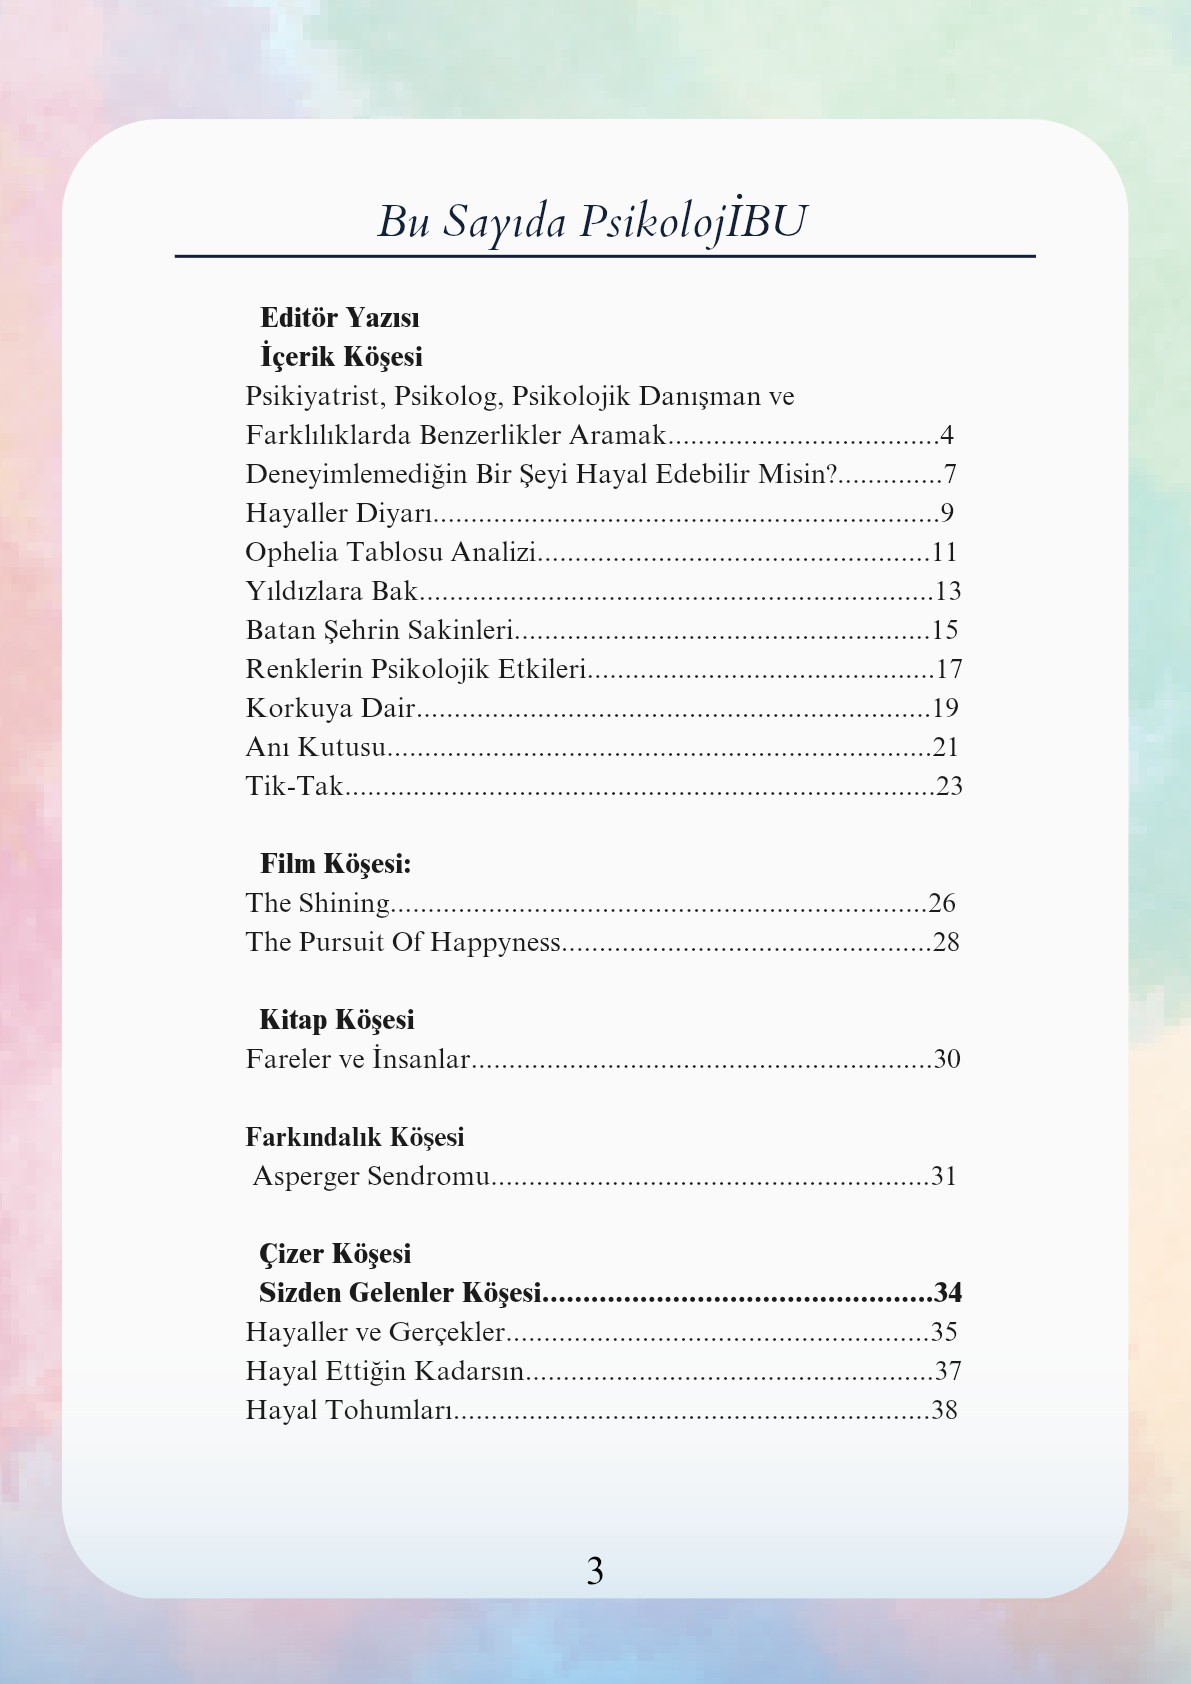 Bu Sayıda PsikolojİBU
Editör Yazısı
İçerik Köşesi
Psikiyatrist, Psikolog, Psikolojik Danışman ve
Farklılıklarda Benzerlikler Aramak....................................4
Deneyimlemediğin Bir Şeyi Hayal Edebilir Misin?..............7
Hayaller Diyarı...................................................................9
Ophelia Tablosu Analizi....................................................11
Yıldızlara Bak....................................................................13
Batan Şehrin Sakinleri.......................................................15
Renklerin Psikolojik Etkileri..............................................17
Korkuya Dair....................................................................19
Anı Kutusu........................................................................21
Tik-Tak..............................................................................23
Film Köşesi:
The Shining.......................................................................26
The Pursuit Of Happyness.................................................28
Kitap Köşesi
Fareler ve İnsanlar.............................................................30
Farkındalık Köşesi
Asperger Sendromu..........................................................31
Çizer Köşesi
Sizden Gelenler Köşesi................................................34
Hayaller ve Gerçekler........................................................35
Hayal Ettiğin Kadarsın......................................................37
Hayal Tohumları...............................................................38
3